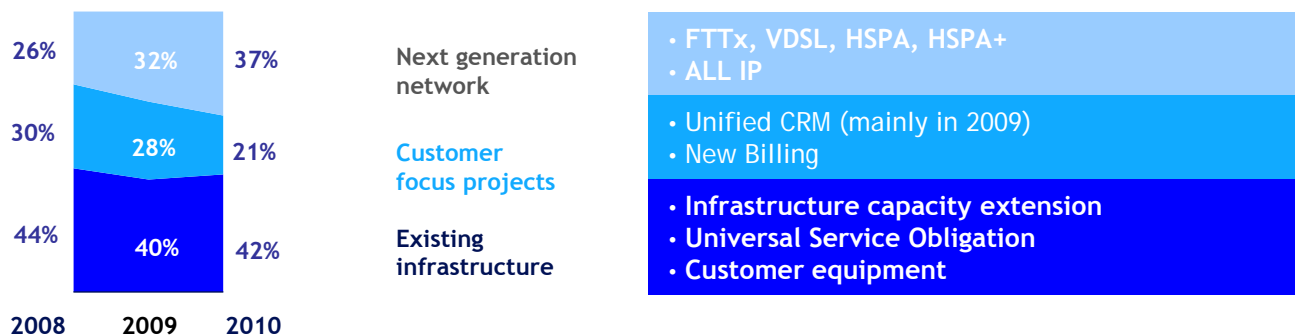 26%
32%
37%
30%
28%
21%
44%
40%
42%
2008 2009 2010
Next generation
network
Customer
focus projects
Existing
infrastructure
• FTTx, VDSL, HSPA, HSPA+
• ALL IP
• Unified CRM (mainly in 2009)
• New Billing
• Infrastructure capacity extension
• Universal Service Obligation
• Customer equipment